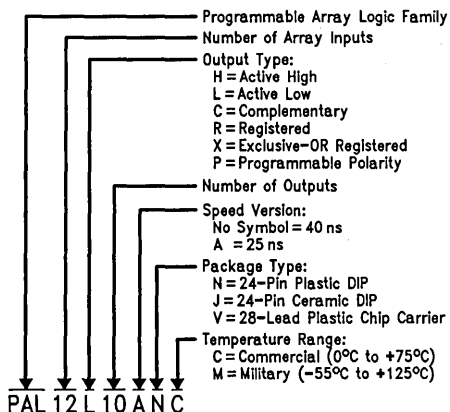 Programmable Array Logic Family
Number of Array Inputs
Output Type:
H = Active High
L = Active Low
C = Complementary
R = Registered
X = Exclusive-OR Registered
P = Programmable Polarity
Number of Outputs
Speed Version:
No Symbol = 40 ns
A = 25 ns
Package Type:
N = 24-Pin Plastic DIP
J = 24-Pin Ceramic DIP
V = 28-Lead Plastic Chip Carrier
Temperature Range:
C = Commercial (0°C to +75°C)
M = Military (-55°C to +125°C)
PAL 12 L 10 A N C